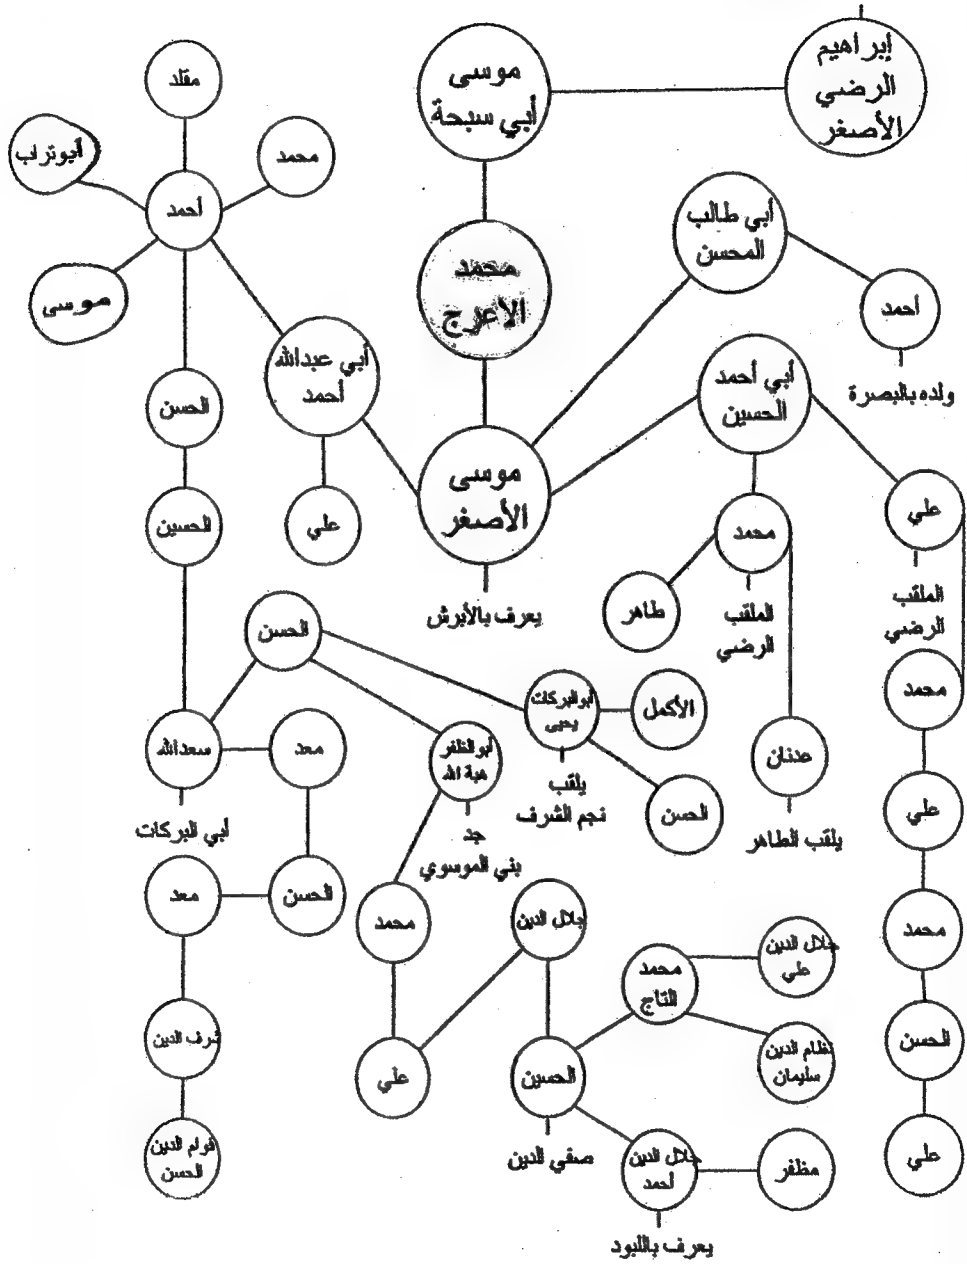 إبراهيم
الرضي
الأصغر
موسى
أبي سبحة
مقلد
محمد
أبوتراب
أحمد
موسى
محمد
الأعرج
أبي طالب
المحسن
أحمد
ولده بالبصرة
أبي عبدالله
أحمد
علي
أبي أحمد
الحسين
موسى
الأصغر
يعرف بالأبرش
علي
الملقب
الرضي
محمد
الملقب
الرضي
طاهر
عدنان
يلقب الطاهر
الحسن
الحسين
الحسن
سعدالله
أبي البركات
معد
الحسن
معد
شرف الدين
قوام الدين
الحسن
أبوالبركات
يحيى
يلقب
نجم الشرف
الأكمل
الحسن
أبوالظفر
هبة الله
جد
بني الموسوي
محمد
علي
جلال الدين
الحسين
صفي الدين
محمد
التاج
جلال الدين
علي
نظام الدين
سليمان
جلال الدين
أحمد
يعرف باللبود
مظفر
محمد
علي
محمد
الحسن
علي